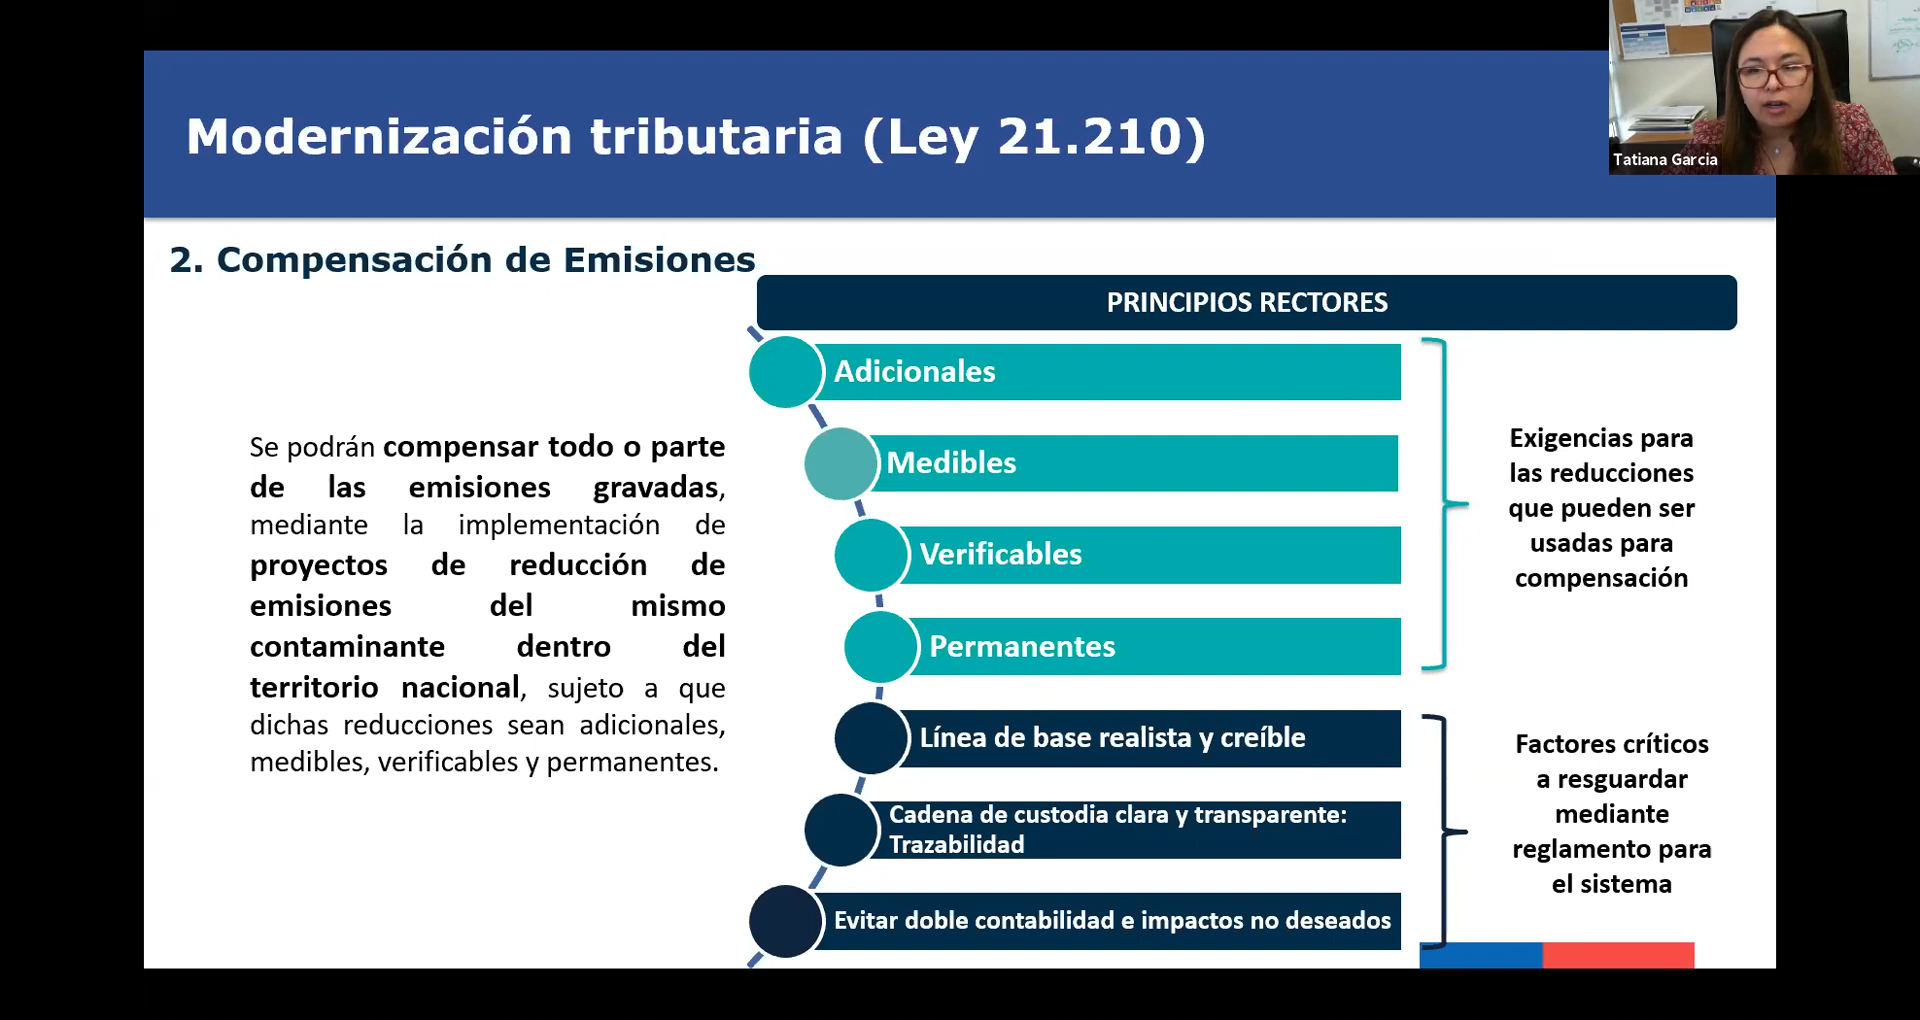 Modernización tributaria (Ley 21.210)
Tatiana Garcia
2. Compensación de Emisiones
PRINCIPIOS RECTORES
Se podrán compensar todo o parte
de las emisiones gravadas,
mediante la implementación de
proyectos de reducción de
emisiones del mismo
contaminante dentro del
territorio nacional, sujeto a que
dichas reducciones sean adicionales,
medibles, verificables y permanentes.
Adicionales
Medibles
Verificables
Permanentes
Línea de base realista y creíble
Cadena de custodia clara y transparente:
Trazabilidad
Evitar doble contabilidad e impactos no deseados
Exigencias para
las reducciones
que pueden ser
usadas para
compensación
Factores críticos
a resguardar
mediante
reglamento para
el sistema